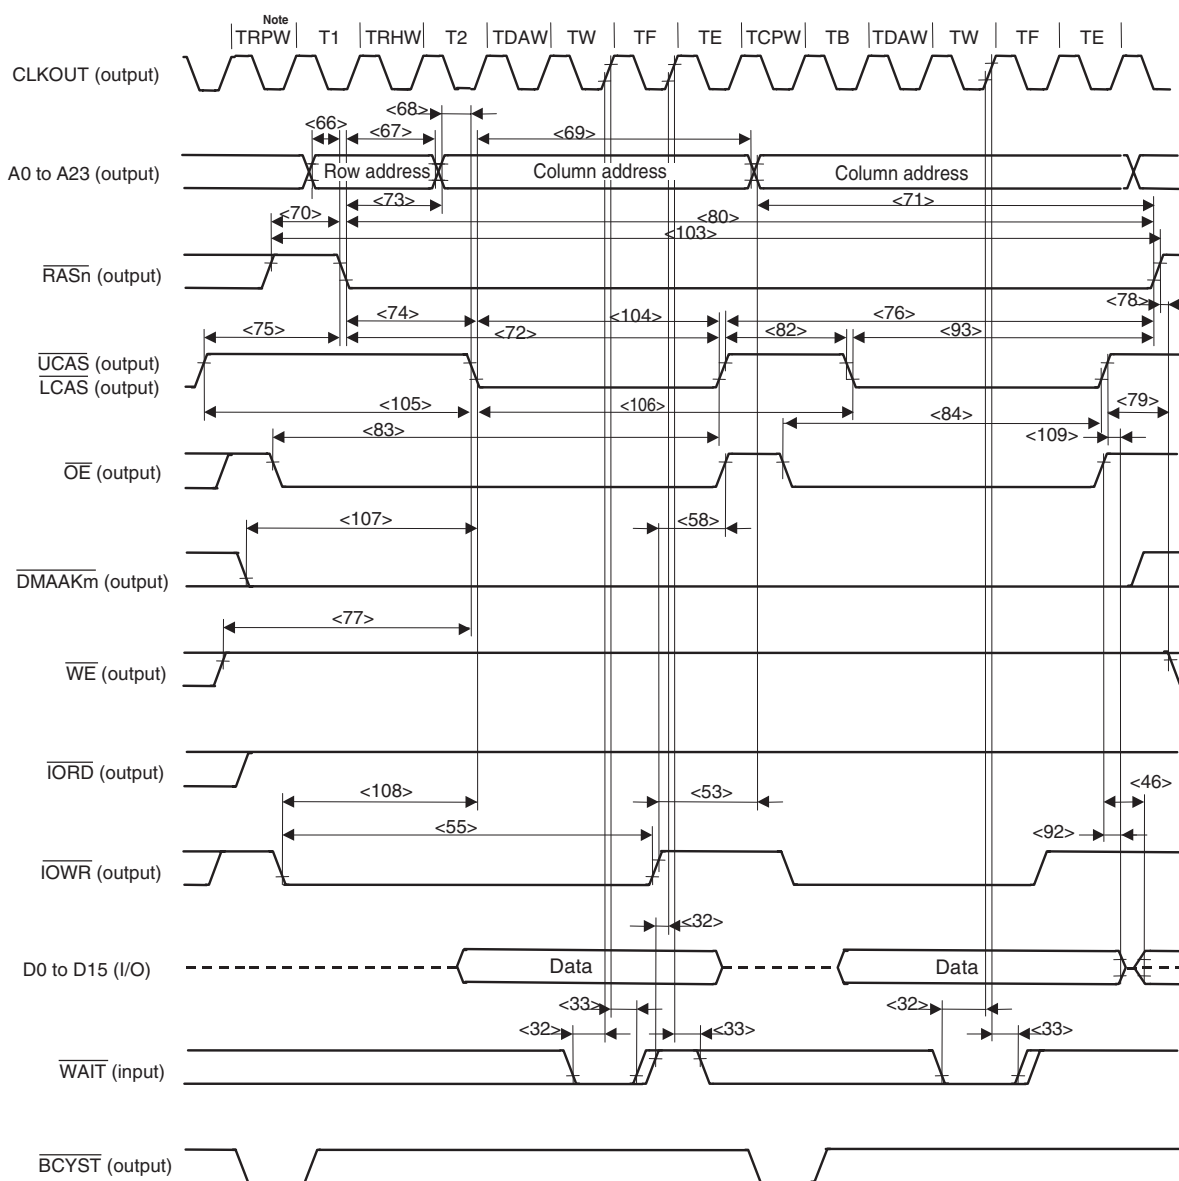 Note
TRPW T1 TRHW T2 TDAW TW TF TE TCPW TB TDAW TW TF TE
CLKOUT (output)
<68>
<66> <67> <69>
A0 to A23 (output) Row address Column address Column address
<73> <71>
<70> <80>
<103>
RASn (output)
<78>
<74> <104> <76>
<75> <72> <82> <93>
UCAS (output)
LCAS (output)
<105> <106> <79>
<84>
<83> <109>
OE (output)
<107> <58>
DMAAKm (output)
<77>
WE (output)
IORD (output)
<108> <53> <46>
<55> <92>
IOWR (output)
<32>
D0 to D15 (I/O) Data Data
<33> <32>
<32> <33> <33>
WAIT (input)
BCYST (output)